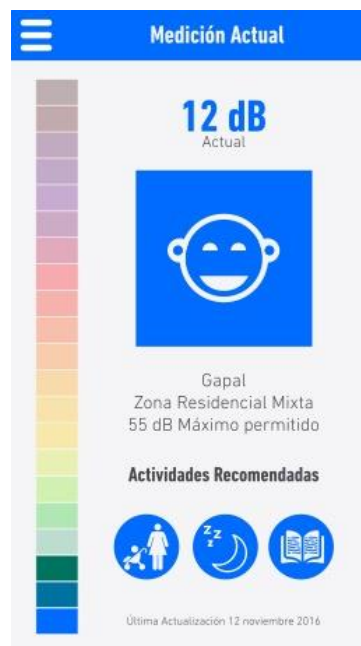 Medición Actual
12 dB
Actual
Gapal
Zona Residencial Mixta
55 dB Máximo permitido
Actividades Recomendadas
z z
z
Última Actualización 12 noviembre 2016